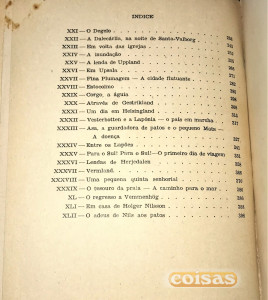 INDICE
XXI — O Degelo
XXII — A Dalecárlia, na noite de Santa-Valborg
XXIII — Em volta das igrejas
XXIV — A inundação
XXV — A lenda de Uppland
XXVI — Em Upsala
XXVII — Fina Plumagem — A cidade flutuante
XXVIII — Estocolmo
XXIX — Gorgo, a águia
XXX — Através de Gestrikland
XXXI — Um dia em Helsingland
XXXII — Vesterbotten e a Lapónia — o país em marcha
XXXIII — Asa, a guardadora de patos e o pequeno Mats
A doença
XXXIV — Entre os Lapões
XXXV — Para o Sul! Para o Sul! — O primeiro dia de viagem
XXXVI — Lendas de Herjedalen
XXXVII — Vermland
XXXVIII — Uma pequena quinta senhorial
XXXIX — O tesouro da praia — A caminho para o mar
XL — O regresso a Vemmenhög
XLI — Em casa de Holger Nilsson
XLII — O adeus de Nils aos patos
coisas